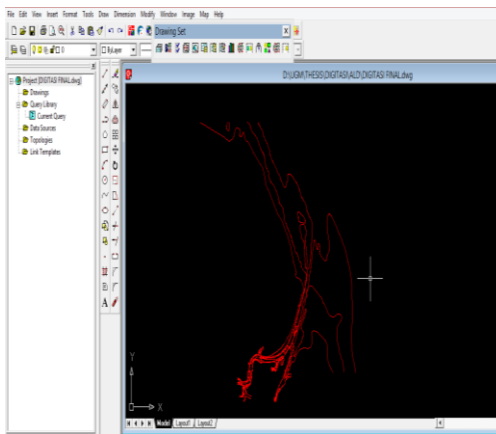 File Edit View Insert Format Tools Draw Dimension Modify Window Image Map Help
Drawing Set x
0 ByLayer
Project [DIGITASI FINAL.dwg]
Drawings
Query Library
Current Query
Data Sources
Topologies
Link Templates
D:\UGM\THESIS\DIGITASI\ALD\DIGITASI FINAL.dwg
A
Y
X
Model Layout1 Layout2